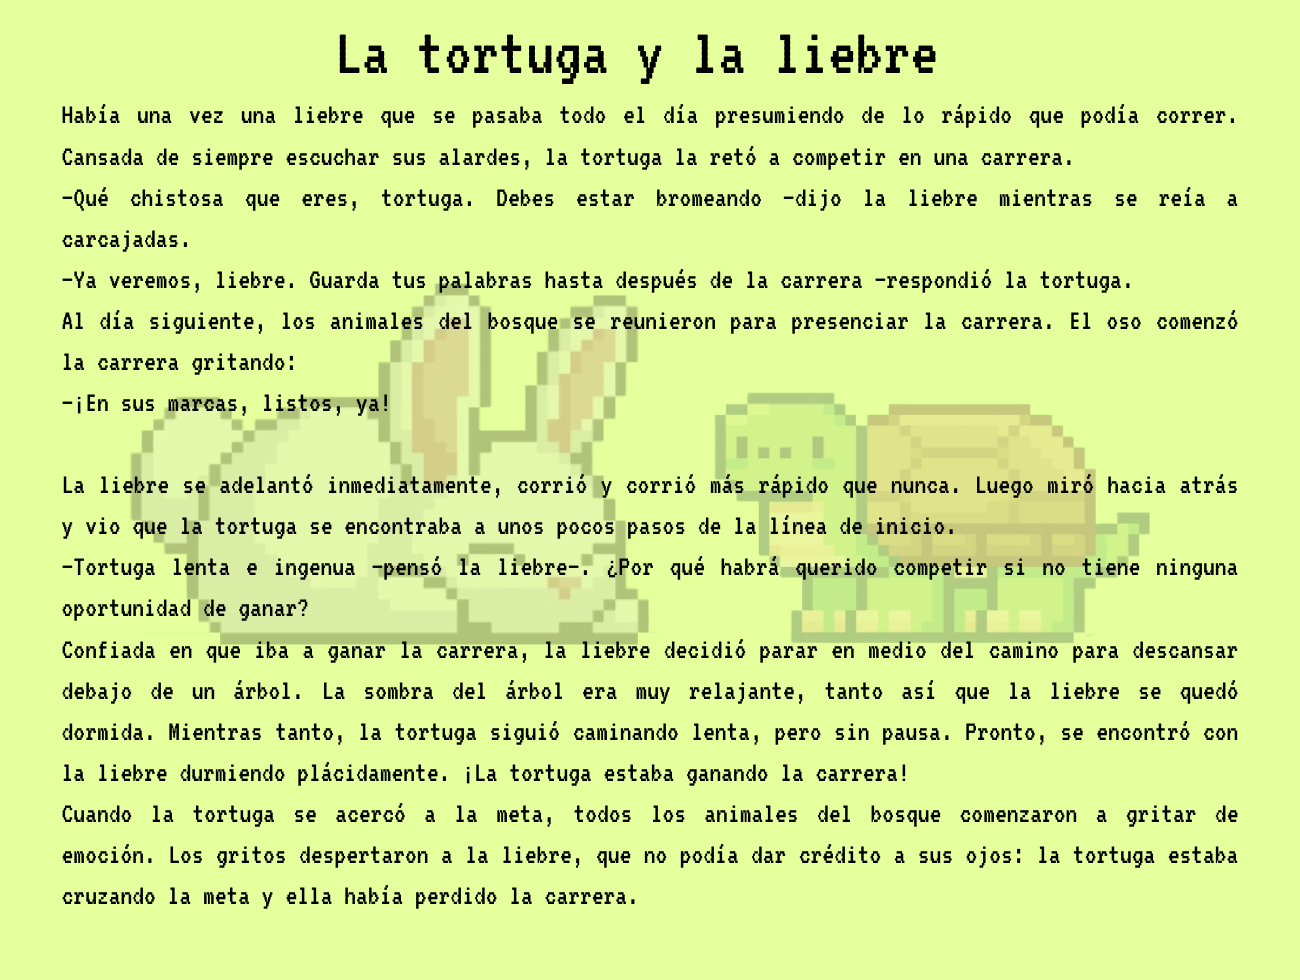 La tortuga y la liebre
Había una vez una liebre que se pasaba todo el día presumiendo de lo rápido que podía correr.
Cansada de siempre escuchar sus alardes, la tortuga la retó a competir en una carrera.
-Qué chistosa que eres, tortuga. Debes estar bromeando -dijo la liebre mientras se reía a
carcajadas.
-Ya veremos, liebre. Guarda tus palabras hasta después de la carrera -respondió la tortuga.
Al día siguiente, los animales del bosque se reunieron para presenciar la carrera. El oso comenzó
la carrera gritando:
-¡En sus marcas, listos, ya!
La liebre se adelantó inmediatamente, corrió y corrió más rápido que nunca. Luego miró hacia atrás
y vio que la tortuga se encontraba a unos pocos pasos de la línea de inicio.
-Tortuga lenta e ingenua -pensó la liebre-. ¿Por qué habrá querido competir si no tiene ninguna
oportunidad de ganar?
Confiada en que iba a ganar la carrera, la liebre decidió parar en medio del camino para descansar
debajo de un árbol. La sombra del árbol era muy relajante, tanto así que la liebre se quedó
dormida. Mientras tanto, la tortuga siguió caminando lenta, pero sin pausa. Pronto, se encontró con
la liebre durmiendo plácidamente. ¡La tortuga estaba ganando la carrera!
Cuando la tortuga se acercó a la meta, todos los animales del bosque comenzaron a gritar de
emoción. Los gritos despertaron a la liebre, que no podía dar crédito a sus ojos: la tortuga estaba
cruzando la meta y ella había perdido la carrera.